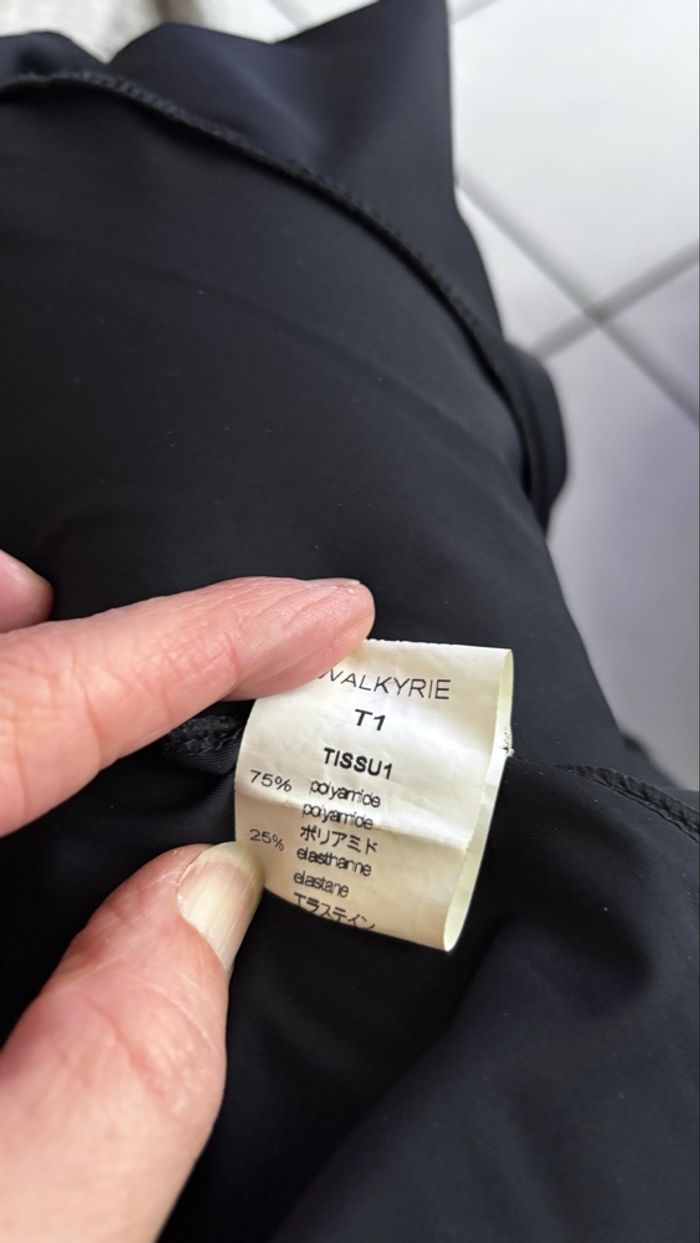 WALKYRIE
T1
TISSU1
75% polyamide
polyamide
ポリアミド
25% elasthanne
elastane
エラステイン